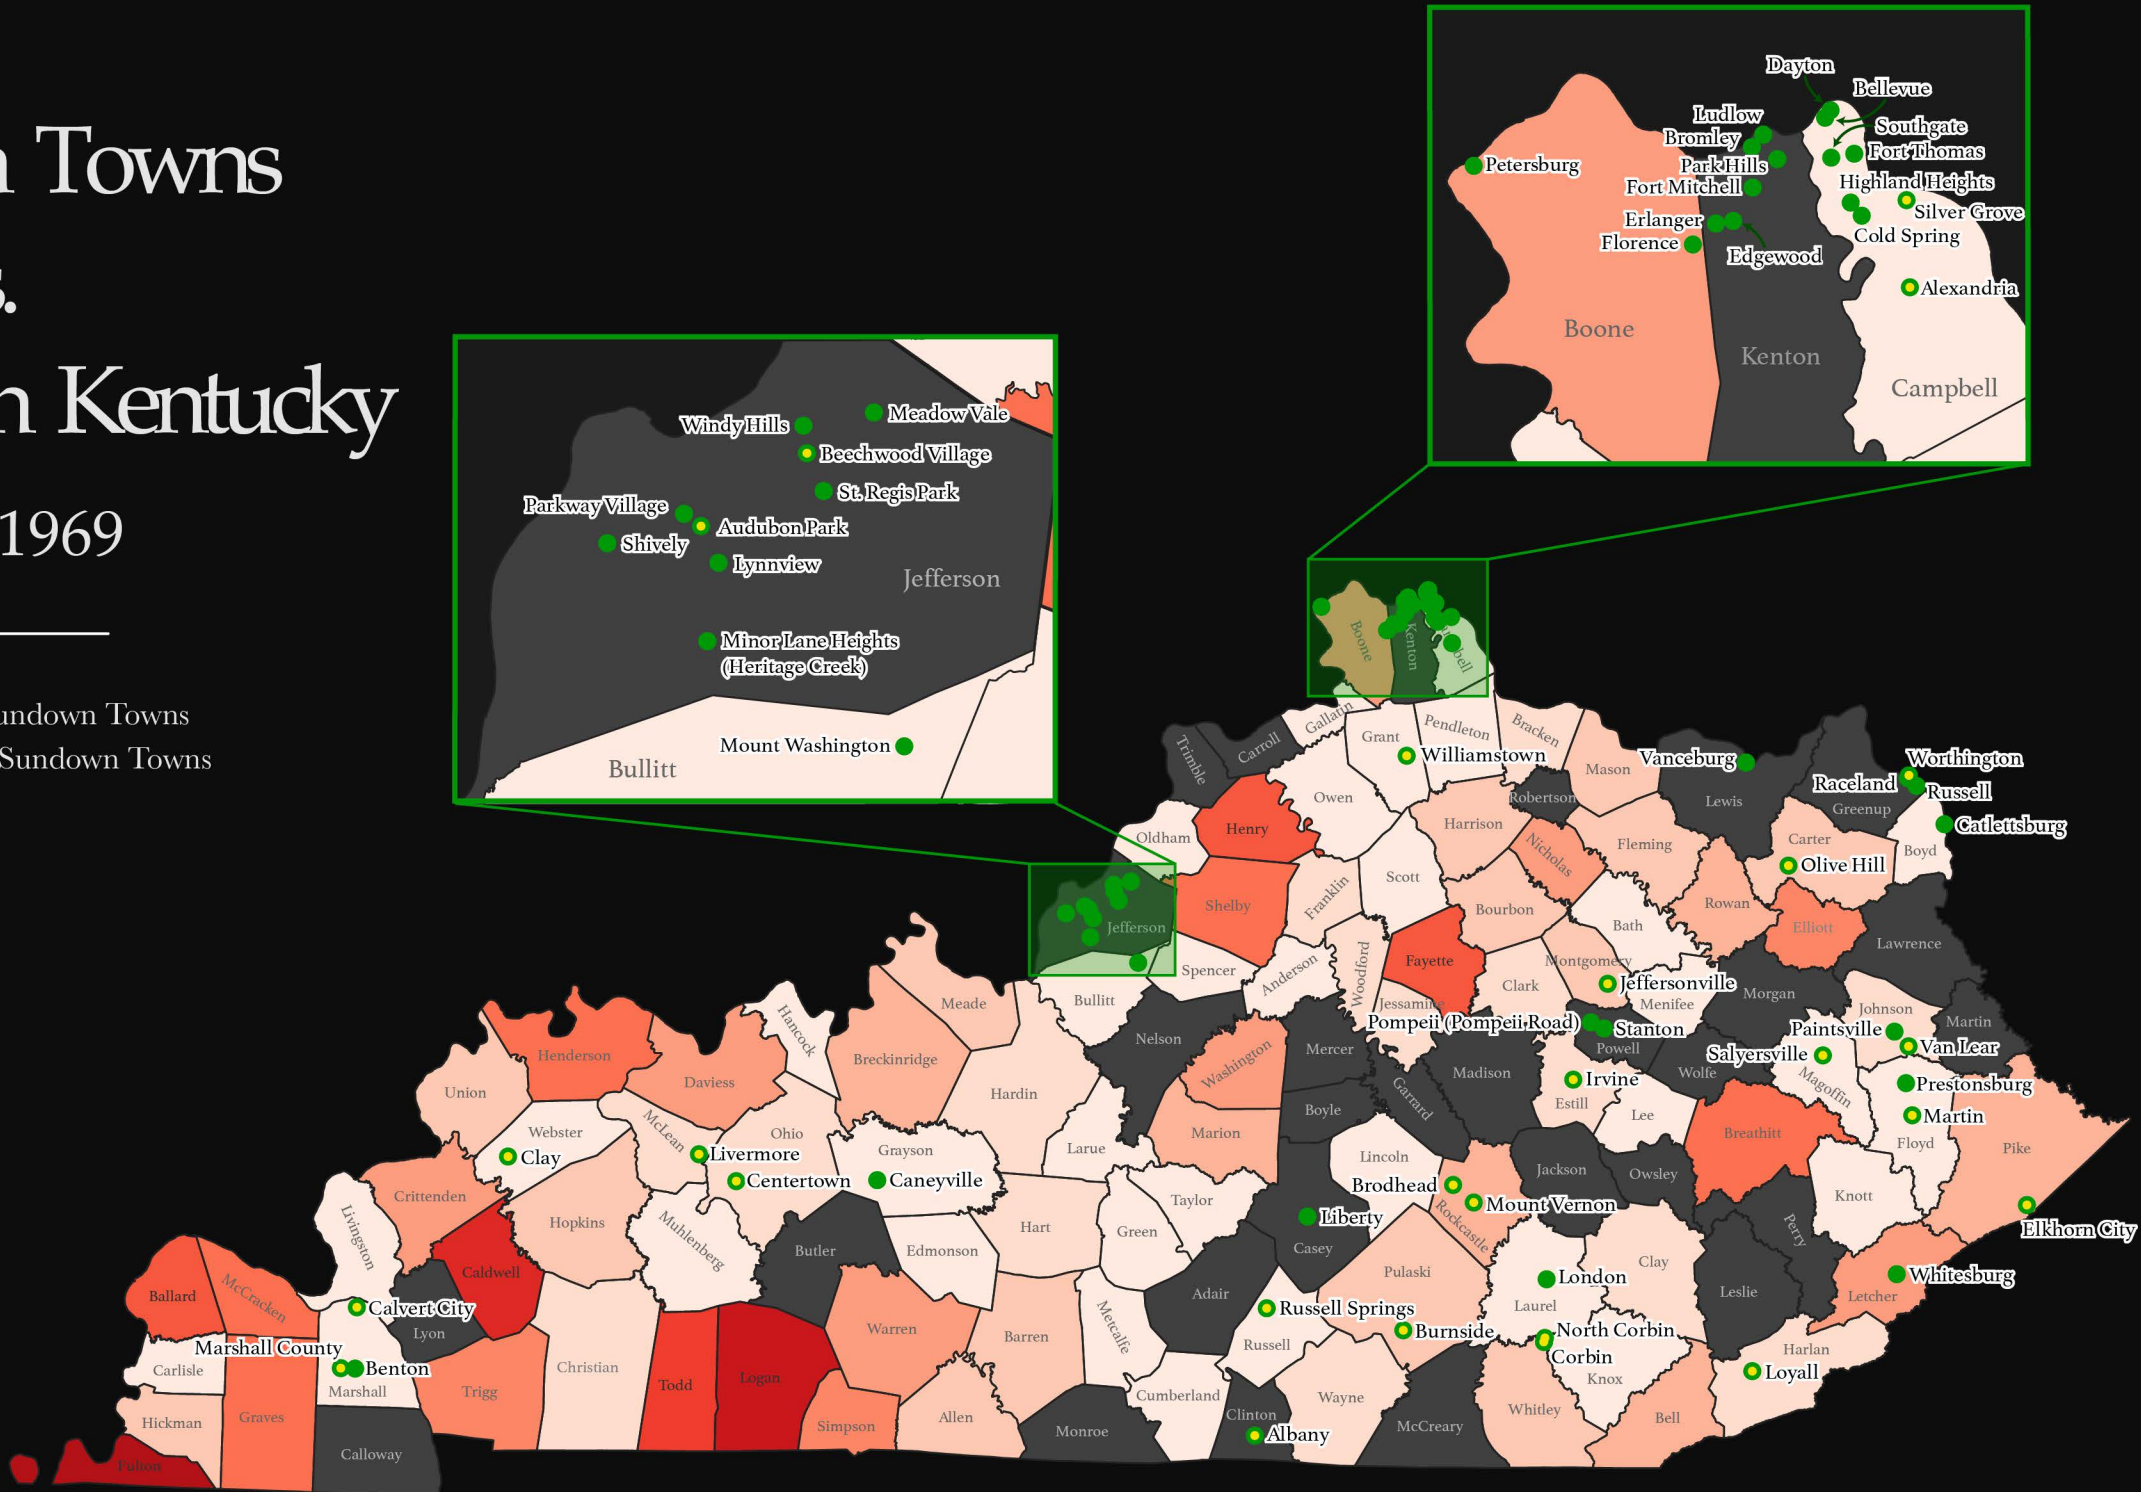 n Towns
s.
n Kentucky
1969
undown Towns
Sundown Towns
Dayton
Bellevue
Ludlow
Southgate
Bromley
Fort Thomas
Park Hills
Petersburg
Fort Mitchell
Highland Heights
Silver Grove
Erlanger
Cold Spring
Florence
Edgewood
Alexandria
Boone
Kenton
Campbell
Meadow Vale
Windy Hills
Beechwood Village
St. Regis Park
Parkway Village
Audubon Park
Shively
Lynnview
Jefferson
Minor Lane Heights
(Heritage Creek)
Mount Washington
Bullitt
Boone
Kenton
bell
Gallatin
Pendleton
Bracken
Grant
Williamstown
Trimble
Carroll
Vanceburg
Worthington
Mason
Raceland
Russell
Owen
Robertson
Lewis
Greenup
Catlettsburg
Oldham
Henry
Harrison
Nicholas
Fleming
Carter
Boyd
Olive Hill
Scott
Franklin
Shelby
Bourbon
Rowan
Bath
Elliott
Jefferson
Lawrence
Fayette
Montgomery
Woodford
Anderson
Spencer
Clark
Jeffersonville
Morgan
Menifee
Bullitt
Jessamine
Johnson
Meade
Hancock
Pompeii (Pompeii Road)
Stanton
Paintsville
Martin
Nelson
Mercer
Powell
Van Lear
Salyersville
Henderson
Breckinridge
Washington
Madison
Wolfe
Magoffin
Prestonsburg
Daviess
Irvine
Union
Hardin
Garrard
Estill
Boyle
Lee
Martin
Webster
McLean
Ohio
Marion
Breathitt
Floyd
Pike
Clay
Livermore
Grayson
Larue
Lincoln
Jackson
Owsley
Centertown
Caneyville
Brodhead
Knott
Crittenden
Taylor
Mount Vernon
Elkhorn City
Livingston
Hopkins
Muhlenberg
Hart
Green
Liberty
Rockcastle
Perry
Butler
Edmonson
Casey
Clay
Caldwell
Pulaski
London
Whitesburg
Ballard
McCracken
Adair
Laurel
Leslie
Letcher
Calvert City
Russell Springs
Lyon
Warren
Barren
Metcalfe
Burnside
North Corbin
Marshall County
Russell
Corbin
Harlan
Carlisle
Benton
Christian
Loyall
Marshall
Trigg
Todd
Logan
Knox
Cumberland
Wayne
Hickman
Graves
Simpson
Allen
Whitley
Bell
Clinton
Monroe
Albany
McCreary
Calloway
Fulton